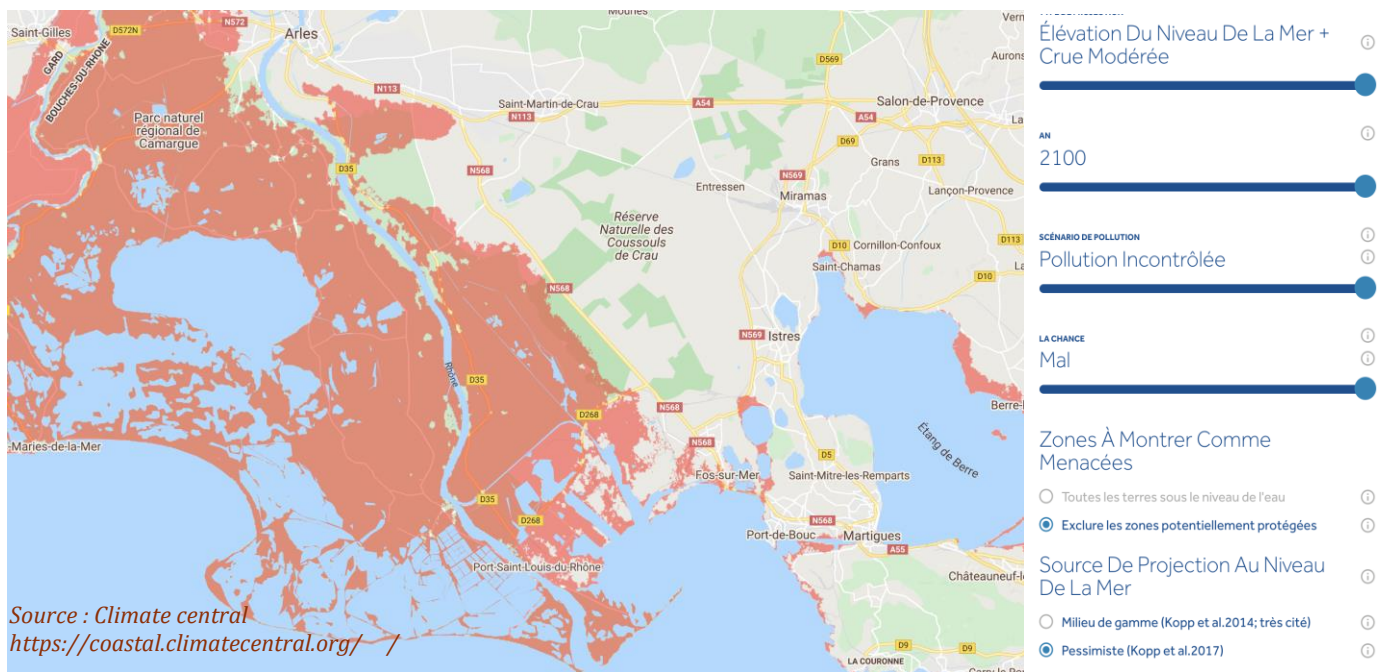 Mouriès
Saint-Gilles
D572N
N572
Arles
GARD
BOUCHES-DU-RHÔNE
Parc naturel
régional de
Camargue
N113
Saint-Martin-de-Crau
N113
A54
D569
Salon-de-Provence
A54
D69
Grans
D113
Lançon-Provence
D35
N568
Entressen
N569
Miramas
Réserve
Naturelle des
Coussouls
de Crau
D10
Cornillon-Confoux
D113
Saint-Chamas
D10
N568
N569
Istres
Rhône
D35
D268
N568
Berre-l
Étang de Berre
-Maries-de-la-Mer
N568
D5
Fos-sur-Mer
Saint-Mitre-les-Remparts
D35
D268
N568
Port-de-Bouc
Martigues
A55
Port-Saint-Louis-du-Rhône
Châteauneuf-l
D9
D9
LA COURONNE
Source : Climate central
https://coastal.climatecentral.org/ /
Élévation Du Niveau De La Mer +
Crue Modérée
AN
2100
SCÉNARIO DE POLLUTION
Pollution Incontrôlée
LA CHANCE
Mal
Zones À Montrer Comme
Menacées
Toutes les terres sous le niveau de l'eau
Exclure les zones potentiellement protégées
Source De Projection Au Niveau
De La Mer
Milieu de gamme (Kopp et al.2014; très cité)
Pessimiste (Kopp et al.2017)